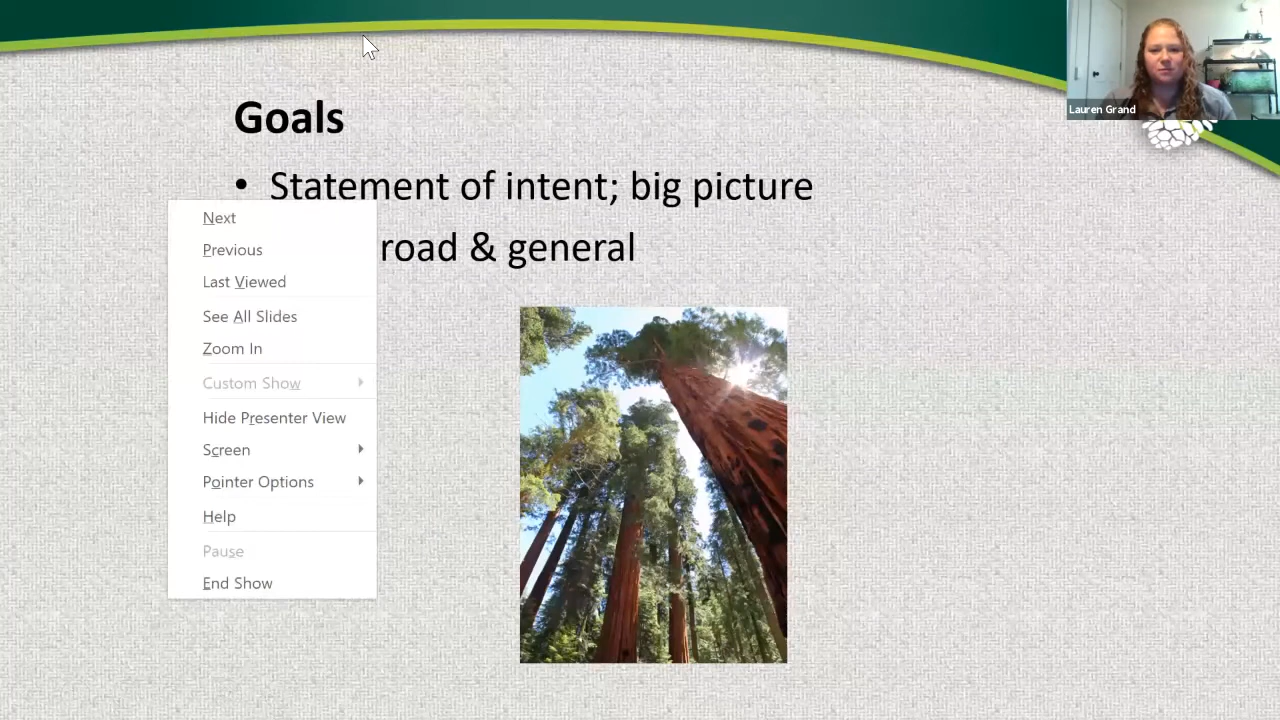 Lauren Grand
Goals
• Statement of intent; big picture
road & general
Next
Previous
Last Viewed
See All Slides
Zoom In
Custom Show
Hide Presenter View
Screen
Pointer Options
Help
Pause
End Show